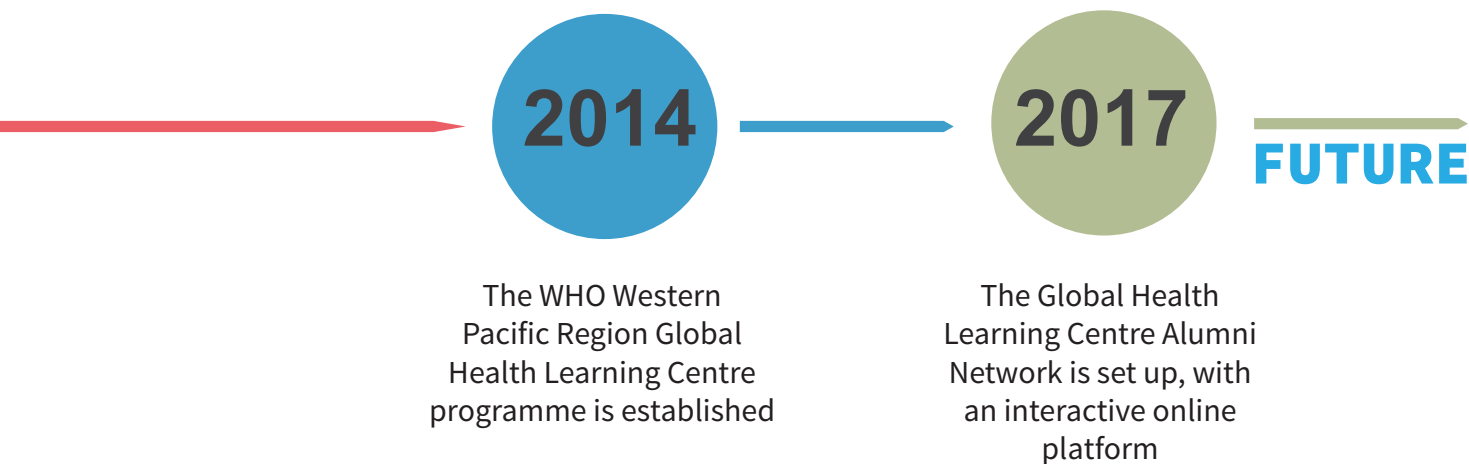 2014
2017
FUTURE
The WHO Western
Pacific Region Global
Health Learning Centre
programme is established
The Global Health
Learning Centre Alumni
Network is set up, with
an interactive online
platform